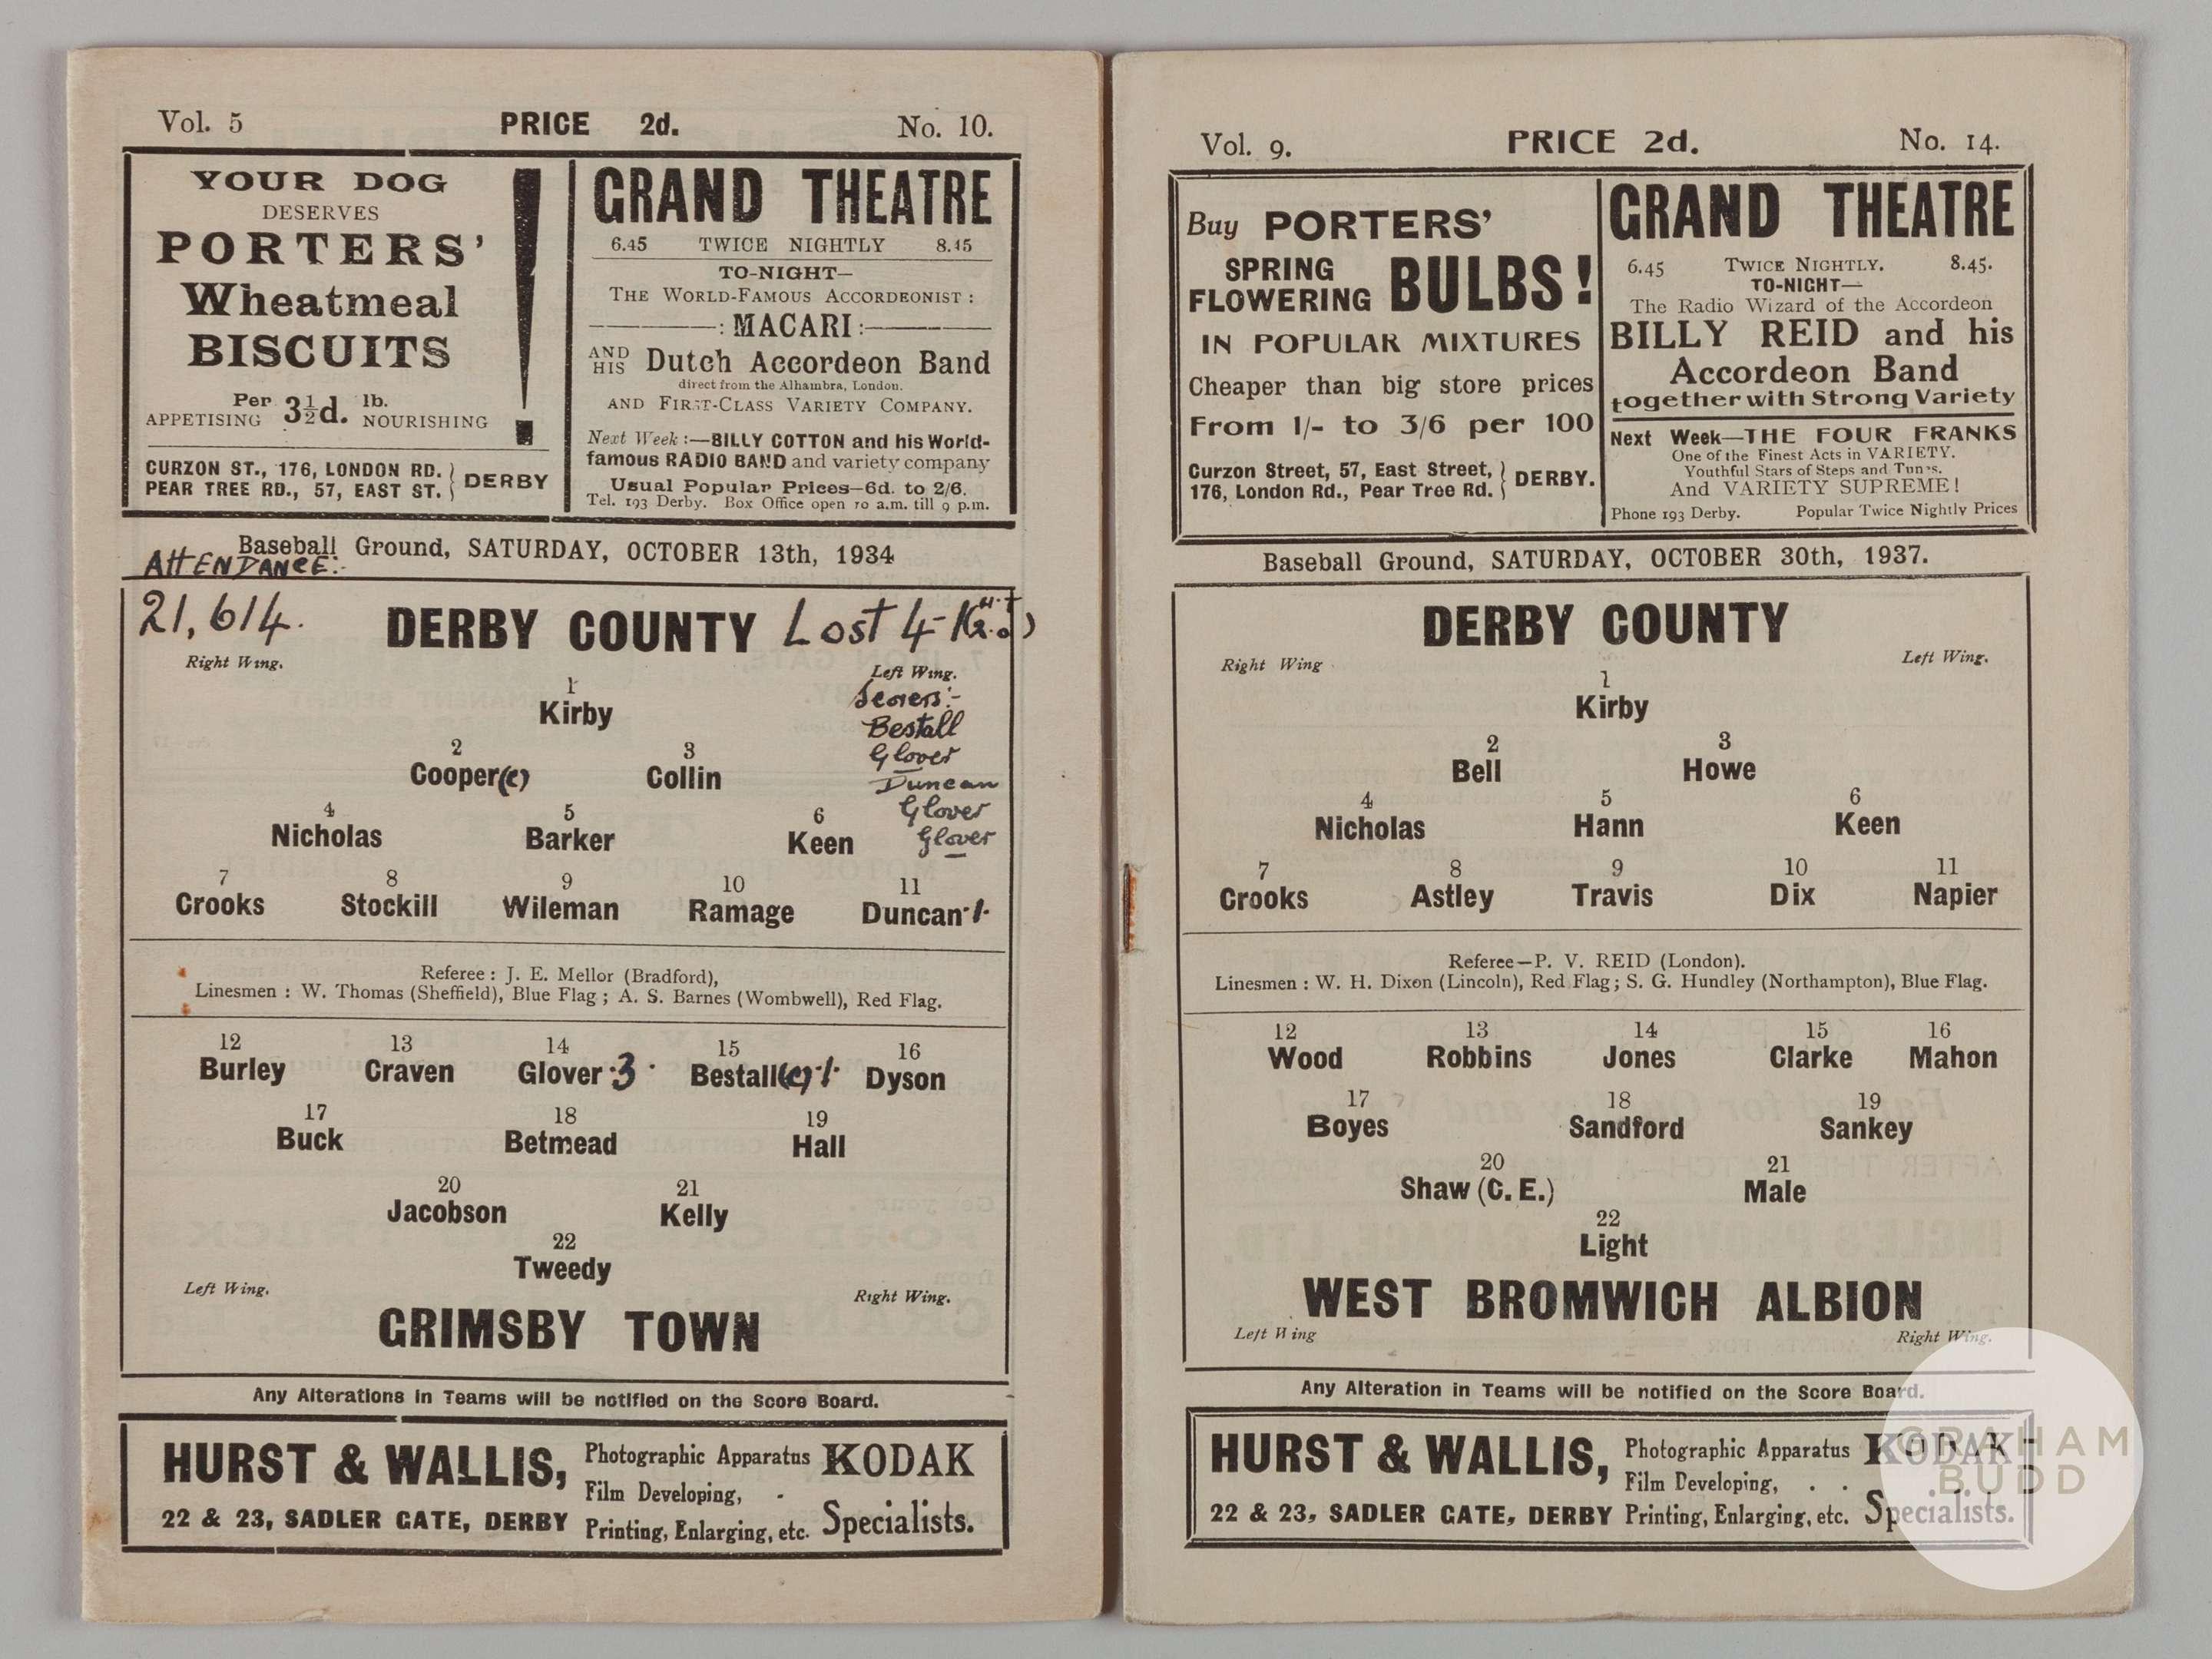 Vol. 5 PRICE 2d. No. 10.
YOUR DOG
DESERVES
PORTERS'
Wheatmeal
BISCUITS
!
Per 3½d. lb.
APPETISING NOURISHING
CURZON ST., 176, LONDON RD.
PEAR TREE RD., 57, EAST ST. } DERBY
GRAND THEATRE
6.45 TWICE NIGHTLY 8.45
TO-NIGHT—
THE WORLD-FAMOUS ACCORDEONIST :
: MACARI :
AND HIS Dutch Accordeon Band
direct from the Alhambra, London.
AND FIRST-CLASS VARIETY COMPANY.
Next Week :—BILLY COTTON and his World-
famous RADIO BAND and variety company
Usual Popular Prices—6d. to 2/6.
Tel. 193 Derby. Box Office open 10 a.m. till 9 p.m.
Baseball Ground, SATURDAY, OCTOBER 13th, 1934
ATTENDANCE:-
21,614.
DERBY COUNTY Lost 4-1
Right Wing.
Left Wing.
Scorers:-
Bestall
Glover
Duncan
Glover
Glover
1
Kirby
2 3
Cooper(c) Collin
4 5 6
Nicholas Barker Keen
7 8 9 10 11
Crooks Stockill Wileman Ramage Duncan·1·
Referee : J. E. Mellor (Bradford),
Linesmen : W. Thomas (Sheffield), Blue Flag ; A. S. Barnes (Wombwell), Red Flag.
12 13 14 15 16
Burley Craven Glover·3· Bestall(c)·1· Dyson
17 18 19
Buck Betmead Hall
20 21
Jacobson Kelly
22
Tweedy
Left Wing. Right Wing.
GRIMSBY TOWN
Any Alterations in Teams will be notified on the Score Board.
HURST & WALLIS,
22 & 23, SADLER GATE, DERBY
Photographic Apparatus
Film Developing, -
Printing, Enlarging, etc.
KODAK
Specialists.
Vol. 9. PRICE 2d. No. 14.
Buy PORTERS'
SPRING
FLOWERING BULBS !
IN POPULAR MIXTURES
Cheaper than big store prices
From 1/- to 3/6 per 100
Curzon Street, 57, East Street,
176, London Rd., Pear Tree Rd. } DERBY.
GRAND THEATRE
6.45 TWICE NIGHTLY. 8.45.
TO-NIGHT—
The Radio Wizard of the Accordeon
BILLY REID and his
Accordeon Band
together with Strong Variety
Next Week—THE FOUR FRANKS
One of the Finest Acts in VARIETY.
Youthful Stars of Steps and Tunes.
And VARIETY SUPREME !
Phone 193 Derby. Popular Twice Nightly Prices
Baseball Ground, SATURDAY, OCTOBER 30th, 1937.
DERBY COUNTY
Right Wing Left Wing.
1
Kirby
2 3
Bell Howe
4 5 6
Nicholas Hann Keen
7 8 9 10 11
Crooks Astley Travis Dix Napier
Referee—P. V. REID (London).
Linesmen : W. H. Dixon (Lincoln), Red Flag ; S. G. Hundley (Northampton), Blue Flag.
12 13 14 15 16
Wood Robbins Jones Clarke Mahon
17 18 19
Boyes Sandford Sankey
20 21
Shaw (C. E.) Male
22
Light
WEST BROMWICH ALBION
Left Wing Right Wing.
Any Alteration in Teams will be notified on the Score Board.
HURST & WALLIS,
22 & 23, SADLER GATE, DERBY
Photographic Apparatus
Film Developing, . .
Printing, Enlarging, etc.
KODAK
Specialists.
GRAHAM
BUDD